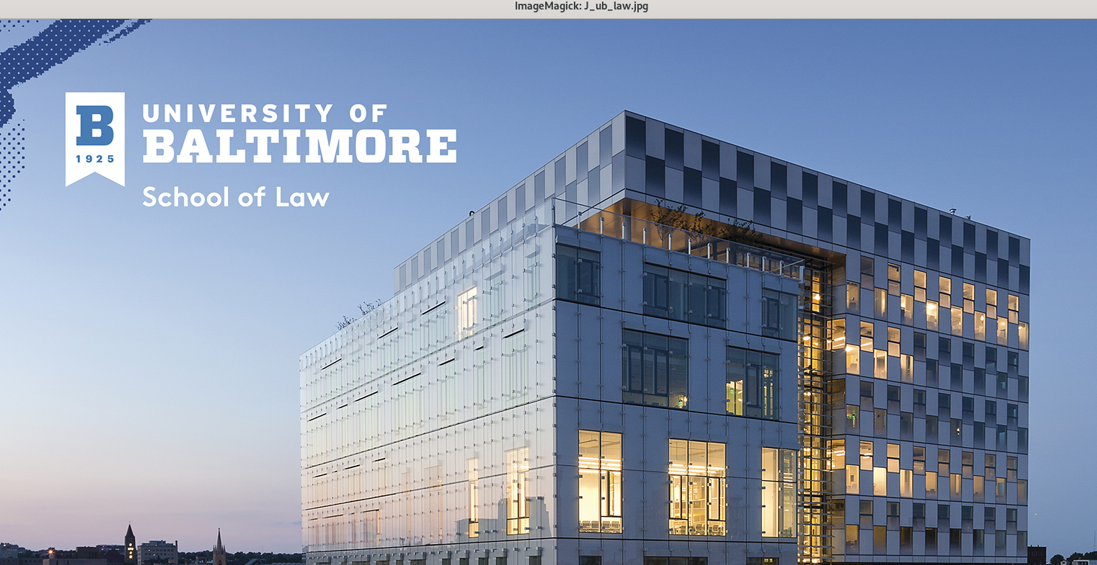 ImageMagick: J_ub_law.jpg
UNIVERSITY OF
B BALTIMORE
1925
School of Law